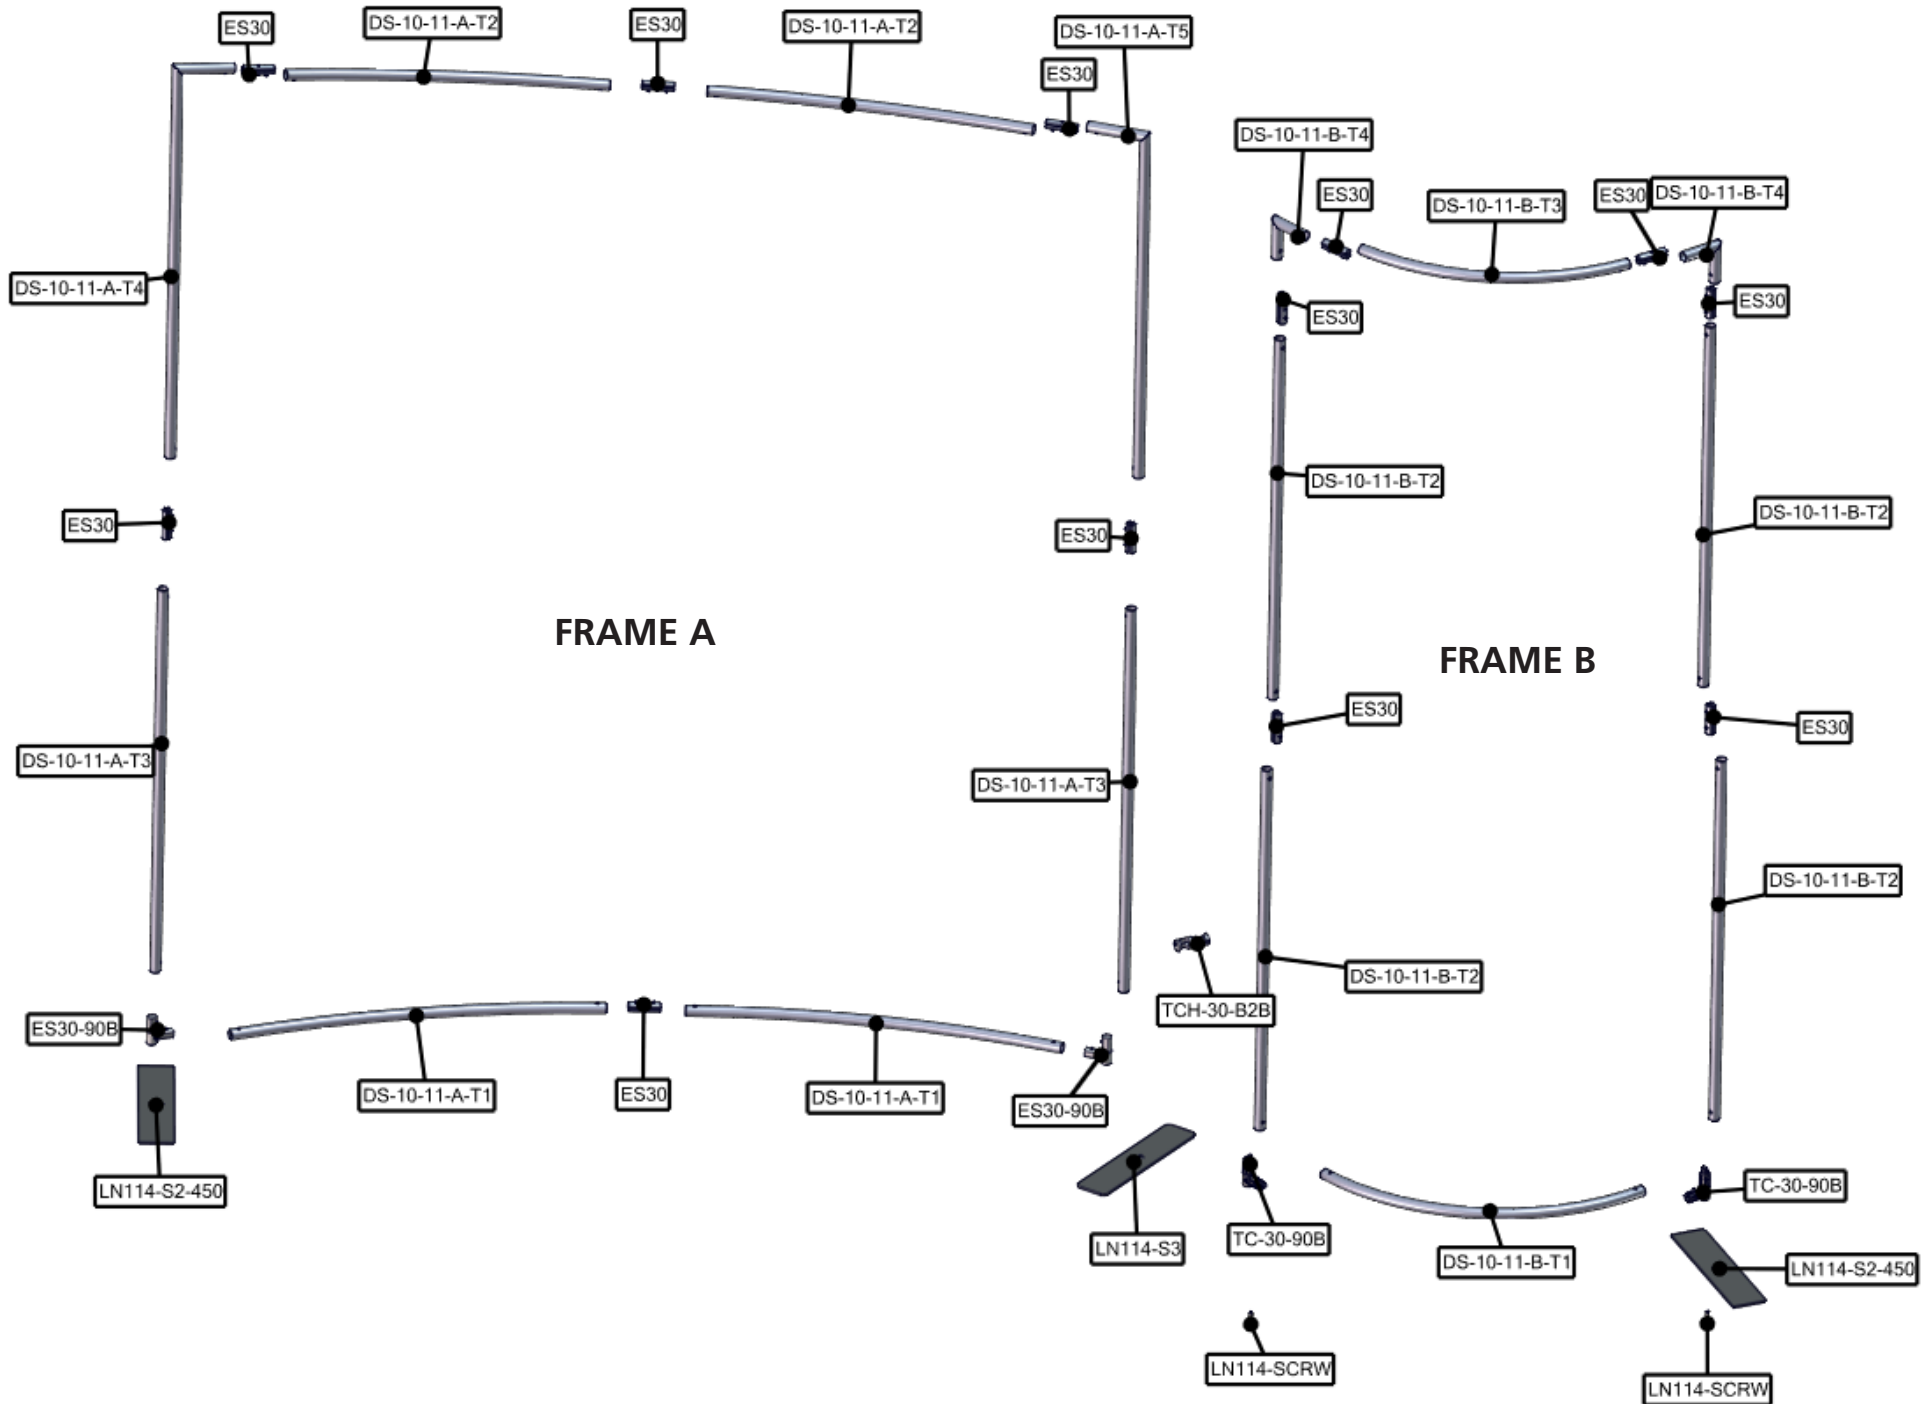 ES30
DS-10-11-A-T2
ES30
DS-10-11-A-T2
DS-10-11-A-T5
ES30
DS-10-11-A-T4
ES30
ES30
FRAME A
DS-10-11-A-T3
DS-10-11-A-T3
ES30-90B
DS-10-11-A-T1
ES30
DS-10-11-A-T1
ES30-90B
LN114-S2-450
LN114-S3
DS-10-11-B-T4
ES30
DS-10-11-B-T3
ES30
DS-10-11-B-T4
ES30
ES30
DS-10-11-B-T2
DS-10-11-B-T2
FRAME B
ES30
ES30
DS-10-11-B-T2
DS-10-11-B-T2
TCH-30-B2B
TC-30-90B
TC-30-90B
DS-10-11-B-T1
LN114-S2-450
LN114-SCRW
LN114-SCRW